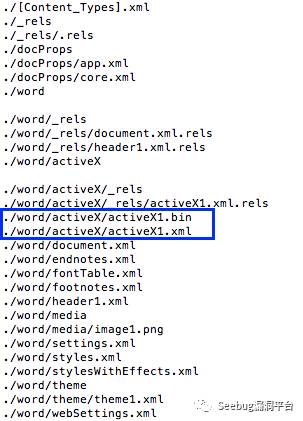 ./[Content_Types].xml
./_rels
./_rels/.rels
./docProps
./docProps/app.xml
./docProps/core.xml
./word
./word/_rels
./word/_rels/document.xml.rels
./word/_rels/header1.xml.rels
./word/activeX
./word/activeX/_rels
./word/activeX/_rels/activeX1.xml.rels
./word/activeX/activeX1.bin
./word/activeX/activeX1.xml
./word/document.xml
./word/endnotes.xml
./word/fontTable.xml
./word/footnotes.xml
./word/header1.xml
./word/media
./word/media/image1.png
./word/settings.xml
./word/styles.xml
./word/stylesWithEffects.xml
./word/theme
./word/theme/theme1.xml
./word/webSettings.xml
Seebug漏洞平台